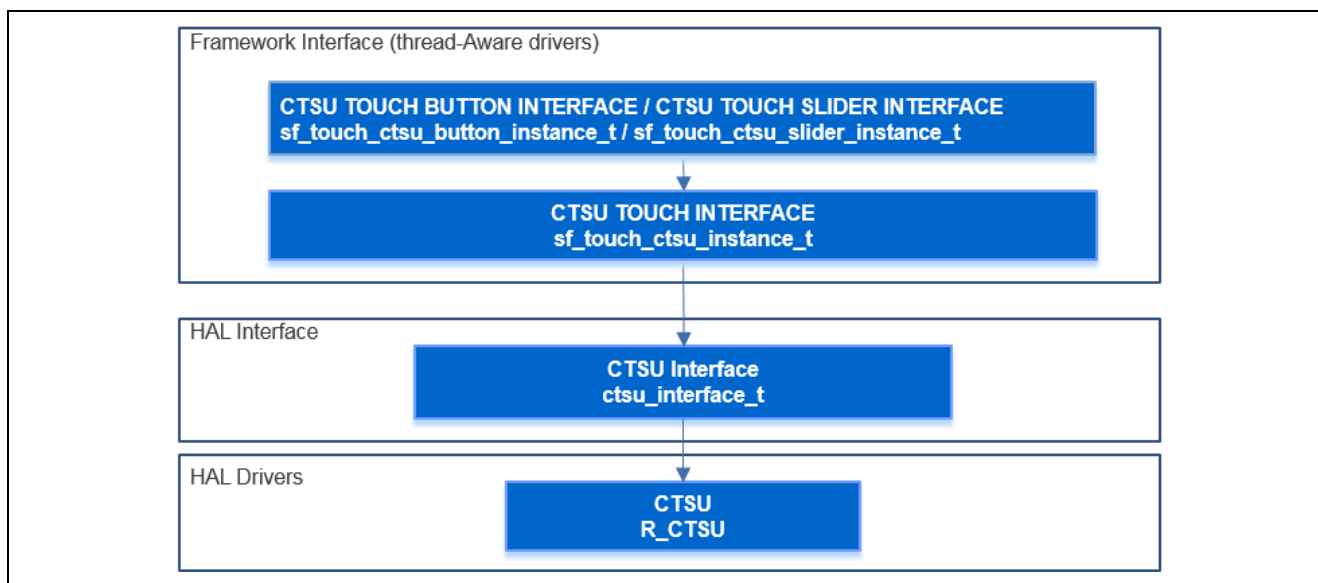 Framework Interface (thread-Aware drivers)
CTSU TOUCH BUTTON INTERFACE / CTSU TOUCH SLIDER INTERFACE
sf_touch_ctsu_button_instance_t / sf_touch_ctsu_slider_instance_t
CTSU TOUCH INTERFACE
sf_touch_ctsu_instance_t
HAL Interface
CTSU Interface
ctsu_interface_t
HAL Drivers
CTSU
R_CTSU